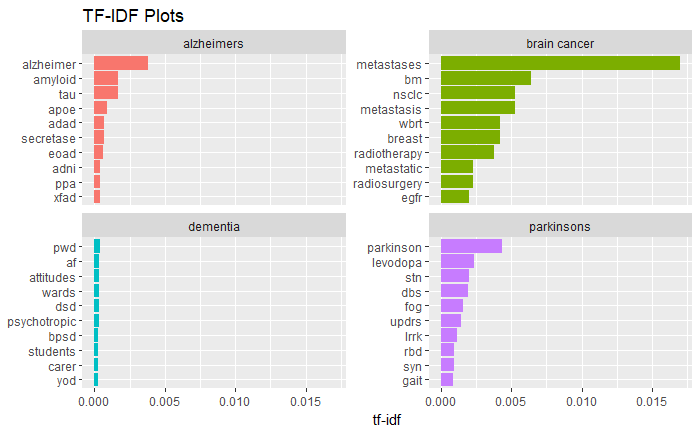 TF-IDF Plots
alzheimers
alzheimer
amyloid
tau
apoe
adad
secretase
eoad
adni
ppa
xfad
brain cancer
metastases
bm
nsclc
metastasis
wbrt
breast
radiotherapy
metastatic
radiosurgery
egfr
dementia
pwd
af
attitudes
wards
dsd
psychotropic
bpsd
students
carer
yod
parkinsons
parkinson
levodopa
stn
dbs
fog
updrs
lrrk
rbd
syn
gait
0.000 0.005 0.010 0.015
0.000 0.005 0.010 0.015
tf-idf